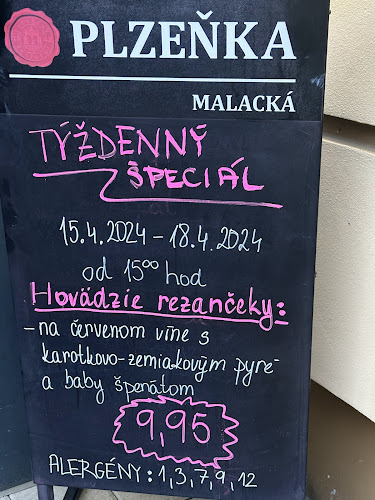 PLZEŇKA
MALACKÁ
TÝŽDENNÝ
ŠPECIÁL
15.4.2024 - 18.4.2024
od 15⁰⁰ hod
Hovädzie rezančeky:
- na červenom víne s
karotkovo-zemiakovým pyré
a baby špenátom
9,95
ALERGÉNY: 1,3,7,9,12